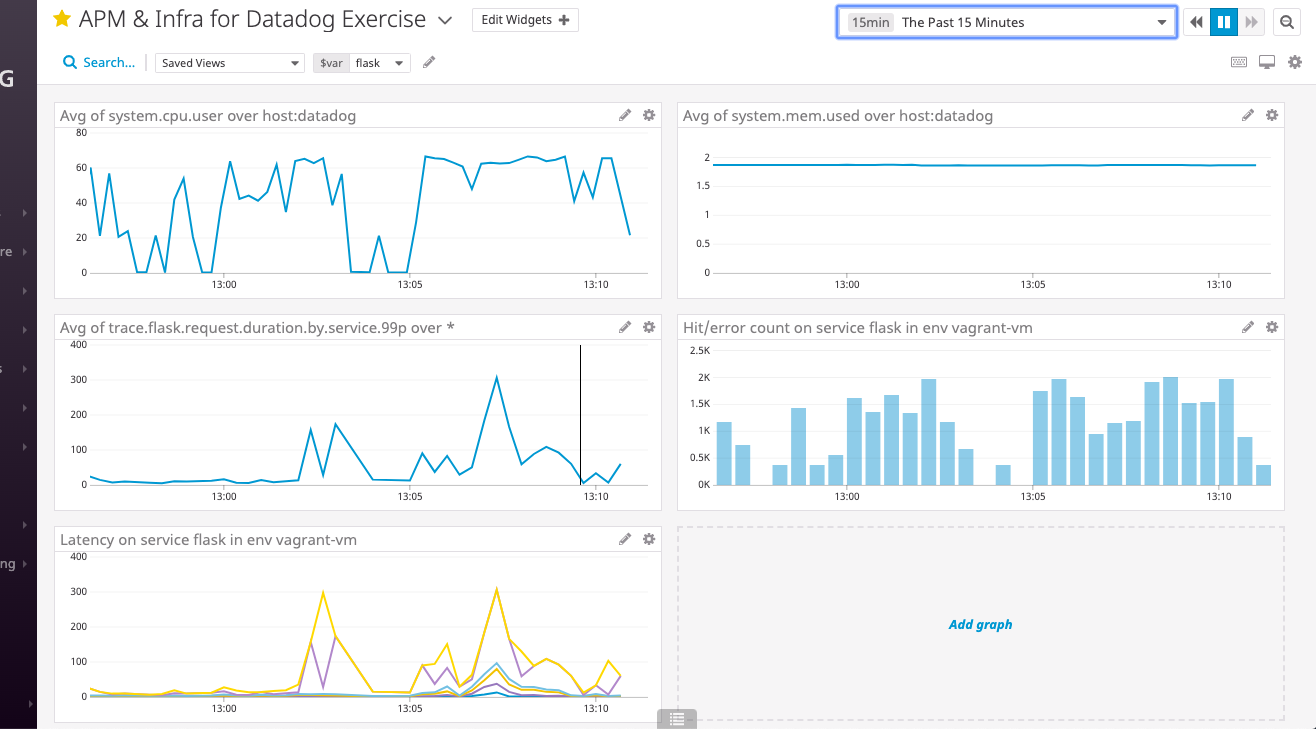 APM & Infra for Datadog Exercise
Edit Widgets +
15min The Past 15 Minutes
G
Search...
Saved Views
$var flask
re
s
ng
Avg of system.cpu.user over host:datadog
80
60
40
20
0
13:00 13:05 13:10
Avg of system.mem.used over host:datadog
2
1.5
1
0.5
0
13:00 13:05 13:10
Avg of trace.flask.request.duration.by.service.99p over *
400
300
200
100
0
13:00 13:05 13:10
Hit/error count on service flask in env vagrant-vm
2.5K
2K
1.5K
1K
0.5K
0K
13:00 13:05 13:10
Latency on service flask in env vagrant-vm
400
300
200
100
0
13:00 13:05 13:10
Add graph